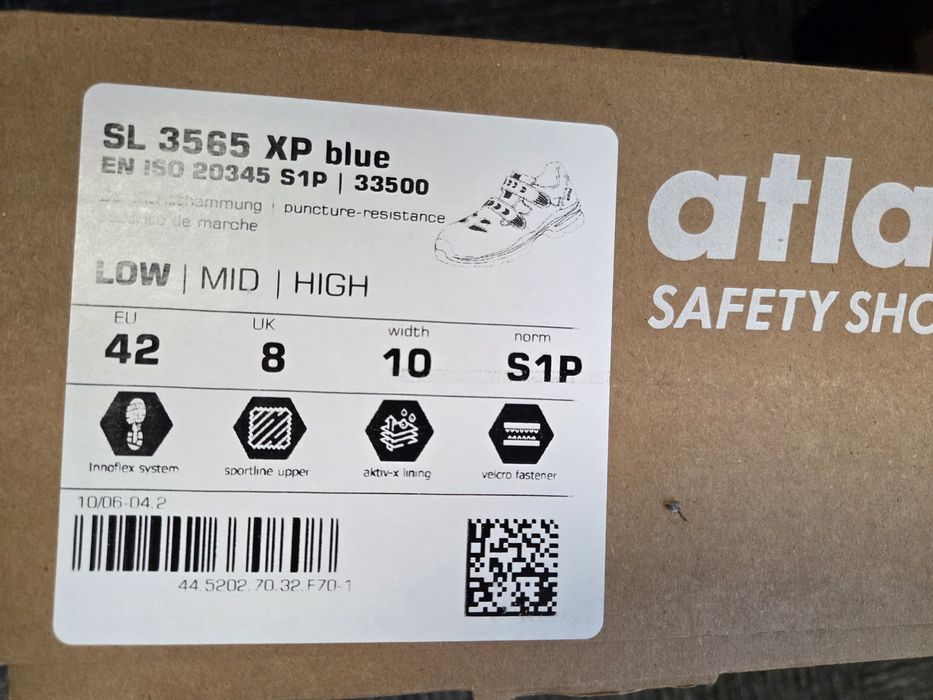 SL 3565 XP blue
EN ISO 20345 S1P | 33500
| puncture-resistance
de marche
LOW | MID | HIGH
EU UK width norm
42 8 10 S1P
Innoflex system sportline upper aktiv-x lining velcro fastener
10/06-04.2
44.5202.70.32.F70-1
atla
SAFETY SHO